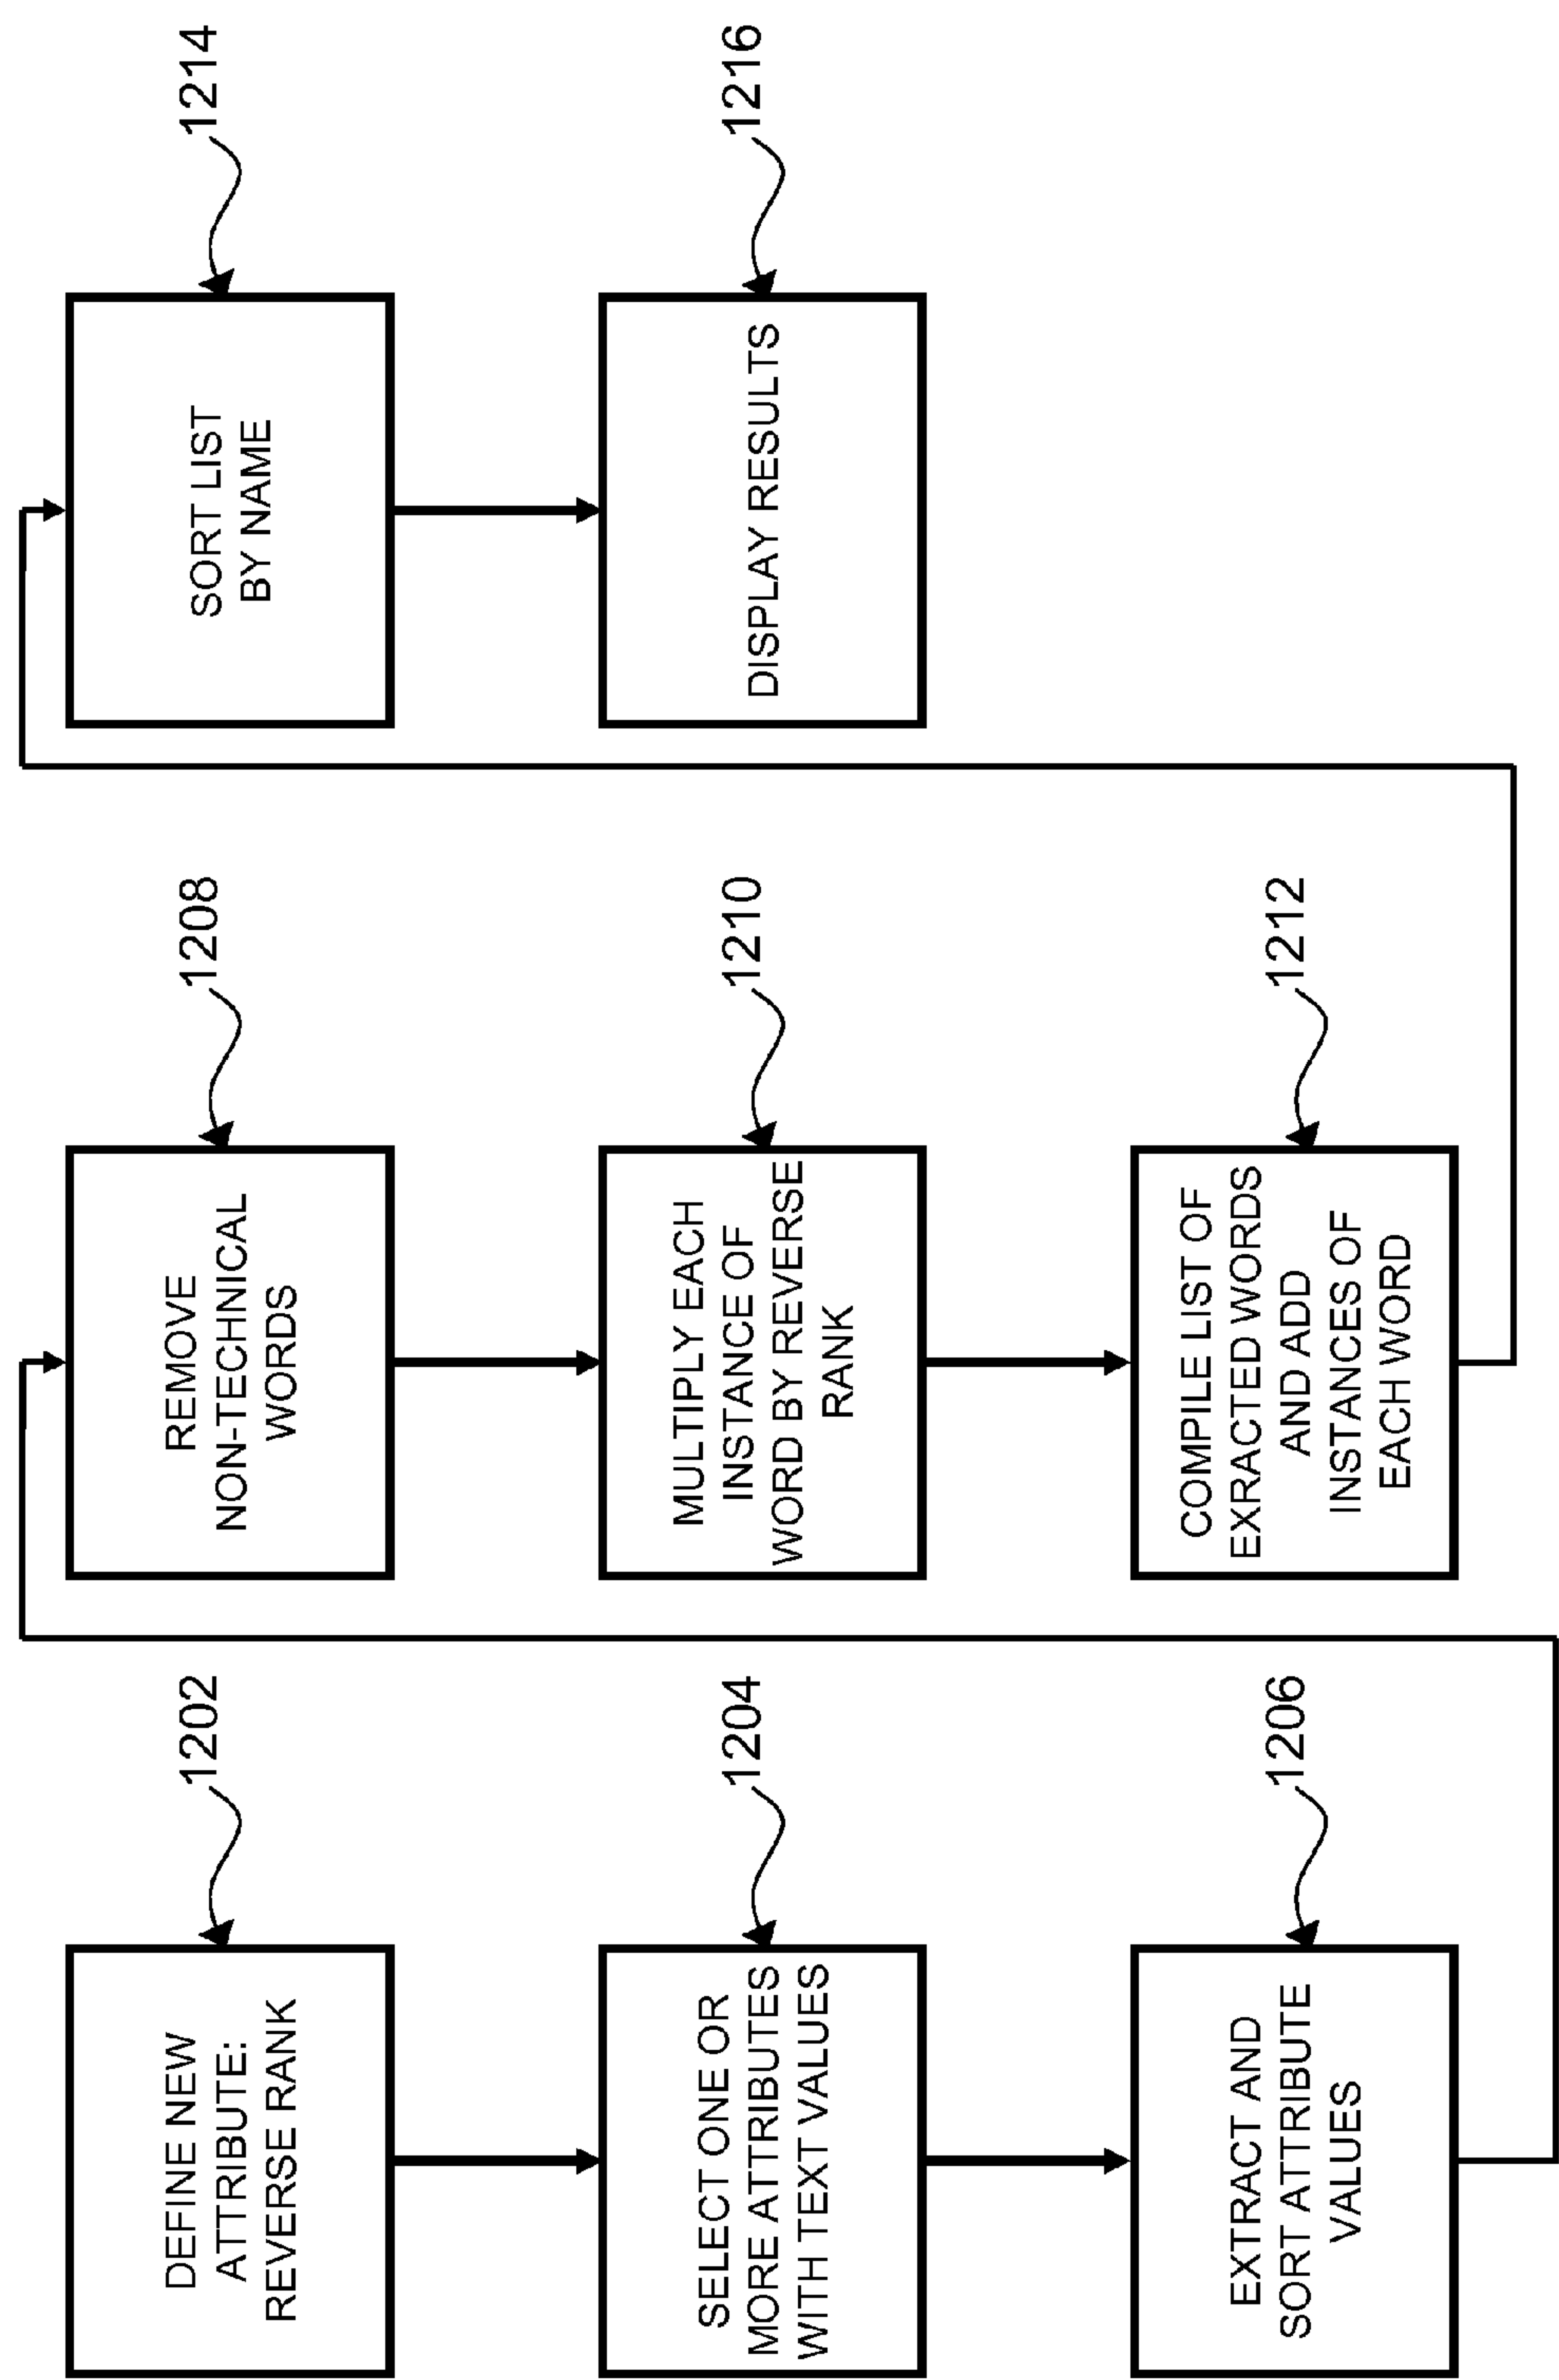 DEFINE NEW
ATTRIBUTE:
REVERSE RANK
1202
SELECT ONE OR
MORE ATTRIBUTES
WITH TEXT VALUES
1204
EXTRACT AND
SORT ATTRIBUTE
VALUES
1206
REMOVE
NON-TECHNICAL
WORDS
1208
MULTIPLY EACH
INSTANCE OF
WORD BY REVERSE
RANK
1210
COMPILE LIST OF
EXRACTED WORDS
AND ADD
INSTANCES OF
EACH WORD
1212
SORT LIST
BY NAME
1214
DISPLAY RESULTS
1216